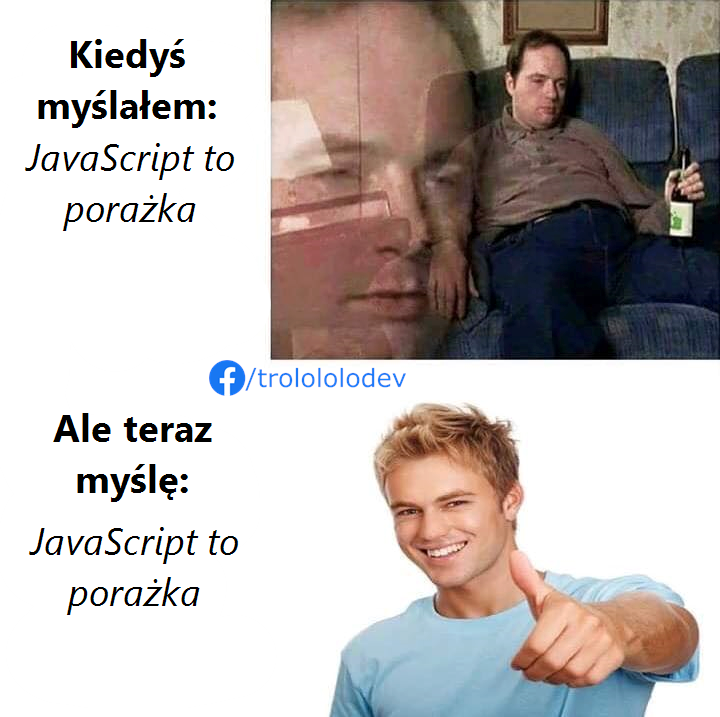 Kiedyś
myślałem:
JavaScript to
porażka
/trolololodev
Ale teraz
myślę:
JavaScript to
porażka